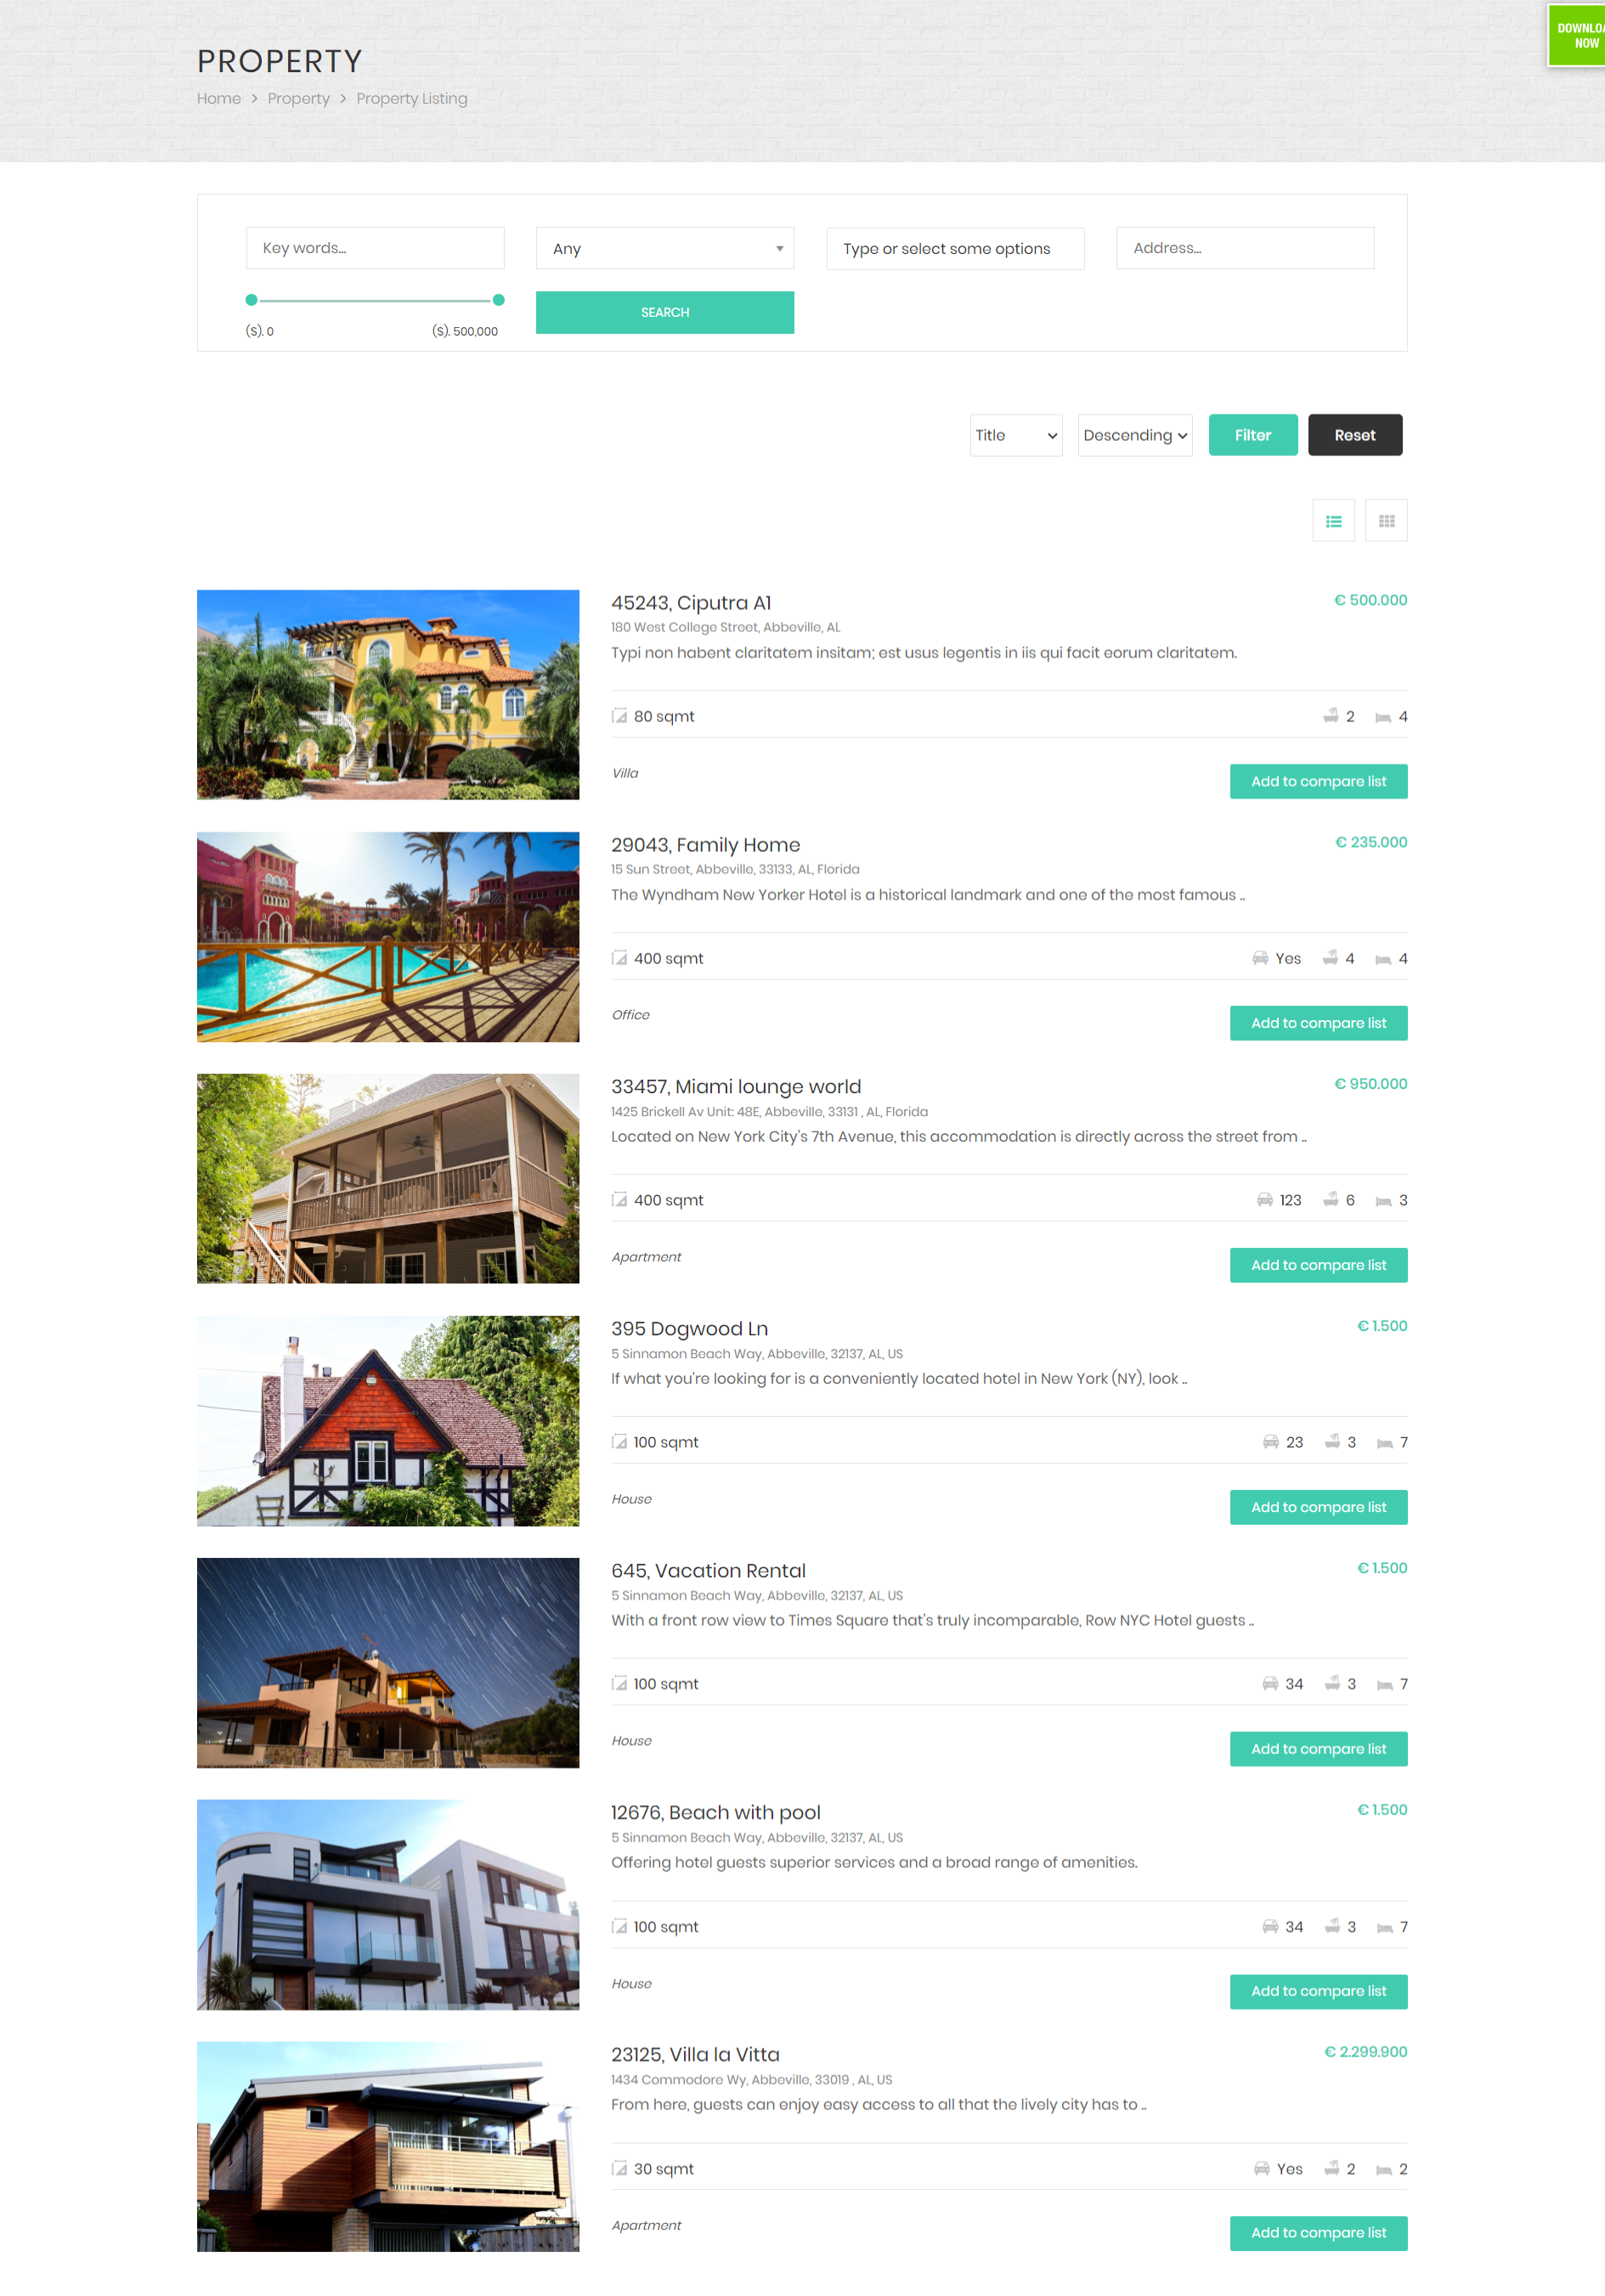 PROPERTY
Home > Property > Property Listing
NOW
Key words...
Any
Type or select some options
Address...
($). 0
($). 500,000
SEARCH
Title
Descending
Filter
Reset
45243, Ciputra A1
€ 500.000
180 West College Street, Abbeville, AL
Typi non habent claritatem insitam; est usus legentis in iis qui facit eorum claritatem.
80 sqmt
2
4
Villa
Add to compare list
29043, Family Home
€ 235.000
15 Sun Street, Abbeville, 33133, AL, Florida
The Wyndham New Yorker Hotel is a historical landmark and one of the most famous ..
400 sqmt
Yes
4
4
Office
Add to compare list
33457, Miami lounge world
€ 950.000
1425 Brickell Av Unit: 48E, Abbeville, 33131 , AL, Florida
Located on New York City's 7th Avenue, this accommodation is directly across the street from ..
400 sqmt
123
6
3
Apartment
Add to compare list
395 Dogwood Ln
€ 1.500
5 Sinnamon Beach Way, Abbeville, 32137, AL, US
If what you're looking for is a conveniently located hotel in New York (NY), look ..
100 sqmt
23
3
7
House
Add to compare list
645, Vacation Rental
€ 1.500
5 Sinnamon Beach Way, Abbeville, 32137, AL, US
With a front row view to Times Square that's truly incomparable, Row NYC Hotel guests ..
100 sqmt
34
3
7
House
Add to compare list
12676, Beach with pool
€ 1.500
5 Sinnamon Beach Way, Abbeville, 32137, AL, US
Offering hotel guests superior services and a broad range of amenities.
100 sqmt
34
3
7
House
Add to compare list
23125, Villa la Vitta
€ 2.299.900
1434 Commodore Wy, Abbeville, 33019 , AL, US
From here, guests can enjoy easy access to all that the lively city has to ..
30 sqmt
Yes
2
2
Apartment
Add to compare list